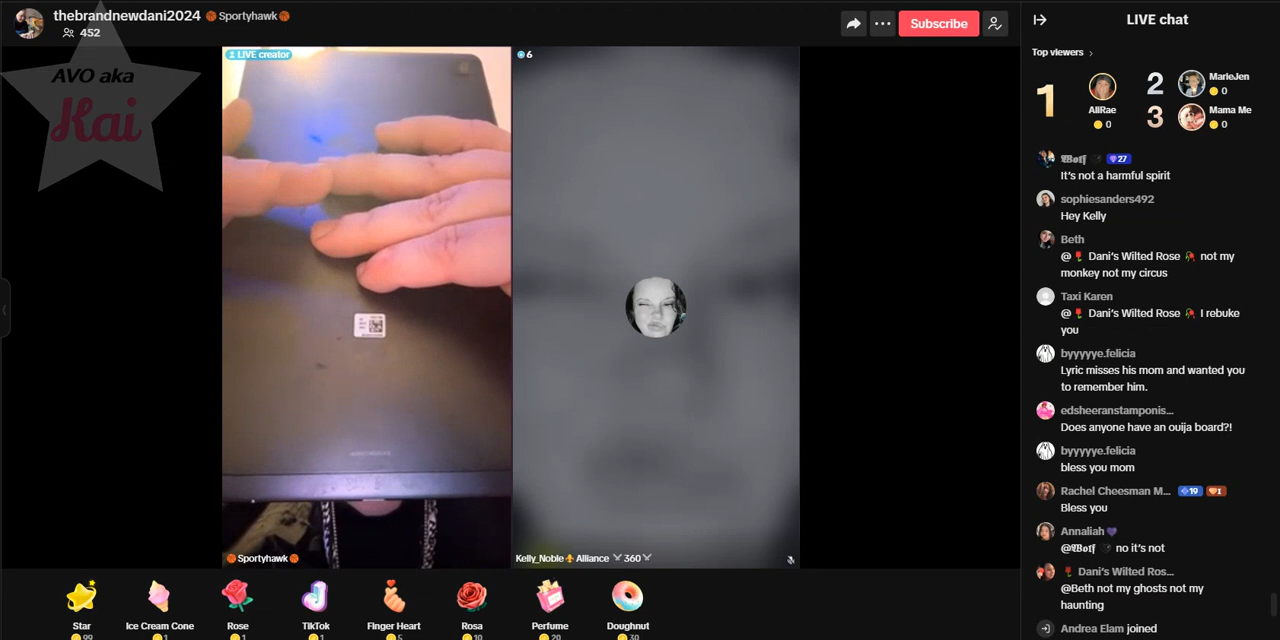 thebrandnewdani2024 🏀 Sportyhawk 🏀
452
Subscribe
AVO aka
Kai
LIVE creator
6
🏀 Sportyhawk 🏀
Kelly_Noble⚜️Alliance ⚔ 360 ⚔
Star
99
Ice Cream Cone
1
Rose
1
TikTok
1
Finger Heart
5
Rosa
10
Perfume
20
Doughnut
30
LIVE chat
Top viewers
1
AllRae
0
2
MarieJen
0
3
Mama Me
0
𝕭𝖔𝖑𝖋 🖤 27
It's not a harmful spirit
sophiesanders492
Hey Kelly
Beth
@🌹 Dani's Wilted Rose 🥀 not my
monkey not my circus
Taxi Karen
@🌹 Dani's Wilted Rose 🥀 I rebuke
you
byyyyye.felicia
Lyric misses his mom and wanted you
to remember him.
edsheeranstamponis...
Does anyone have an ouija board?!
byyyyye.felicia
bless you mom
Rachel Cheesman M... 19 1
Bless you
Annaliah💜
@𝕭𝖔𝖑𝖋 🖤 no it's not
🌹 Dani's Wilted Ros...
@Beth not my ghosts not my
haunting
Andrea Elam joined